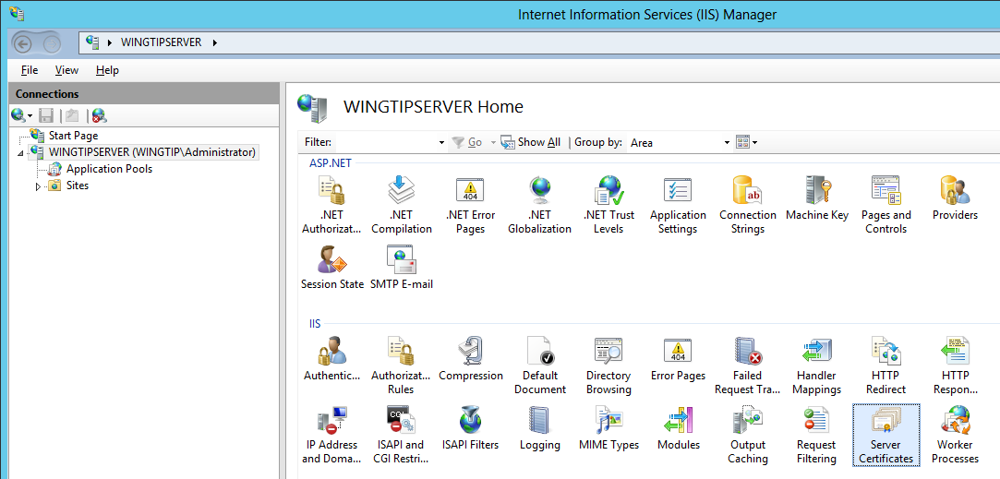 Internet Information Services (IIS) Manager
WINGTIPSERVER
File View Help
Connections
Start Page
WINGTIPSERVER (WINGTIP\Administrator)
Application Pools
Sites
WINGTIPSERVER Home
Filter: Go Show All Group by: Area
ASP.NET
.NET Authorizat...
.NET Compilation
.NET Error Pages
.NET Globalization
.NET Trust Levels
Application Settings
Connection Strings
Machine Key
Pages and Controls
Providers
Session State
SMTP E-mail
IIS
Authentic...
Authorizat... Rules
Compression
Default Document
Directory Browsing
Error Pages
Failed Request Tra...
Handler Mappings
HTTP Redirect
HTTP Respon...
IP Address and Doma...
ISAPI and CGI Restri...
ISAPI Filters
Logging
MIME Types
Modules
Output Caching
Request Filtering
Server Certificates
Worker Processes